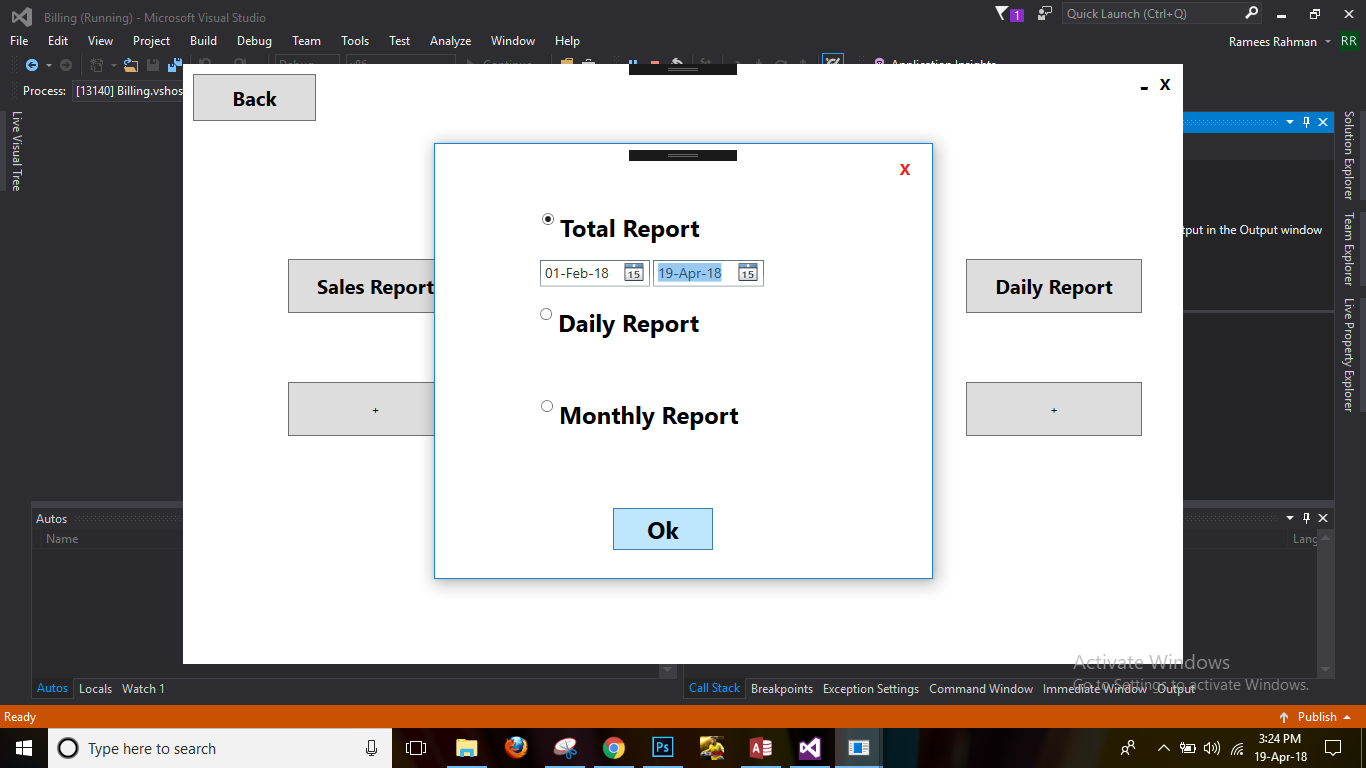 Billing (Running) - Microsoft Visual Studio
1
Quick Launch (Ctrl+Q)
File Edit View Project Build Debug Team Tools Test Analyze Window Help
Ramees Rahman
RR
Application Insights
Process: [13140] Billing.vshos
Back
-
X
Live Visual Tree
Solution Explorer
Team Explorer
Live Property Explorer
X
Total Report
01-Feb-18 15 19-Apr-18 15
Daily Report
Monthly Report
Ok
Sales Report
Daily Report
+
+
tput in the Output window
Autos
Name
Lang
Activate Windows
Go to Settings to activate Windows.
Autos Locals Watch 1
Call Stack Breakpoints Exception Settings Command Window Immediate Window Output
Ready
Publish
Type here to search
Ps
3:24 PM
19-Apr-18